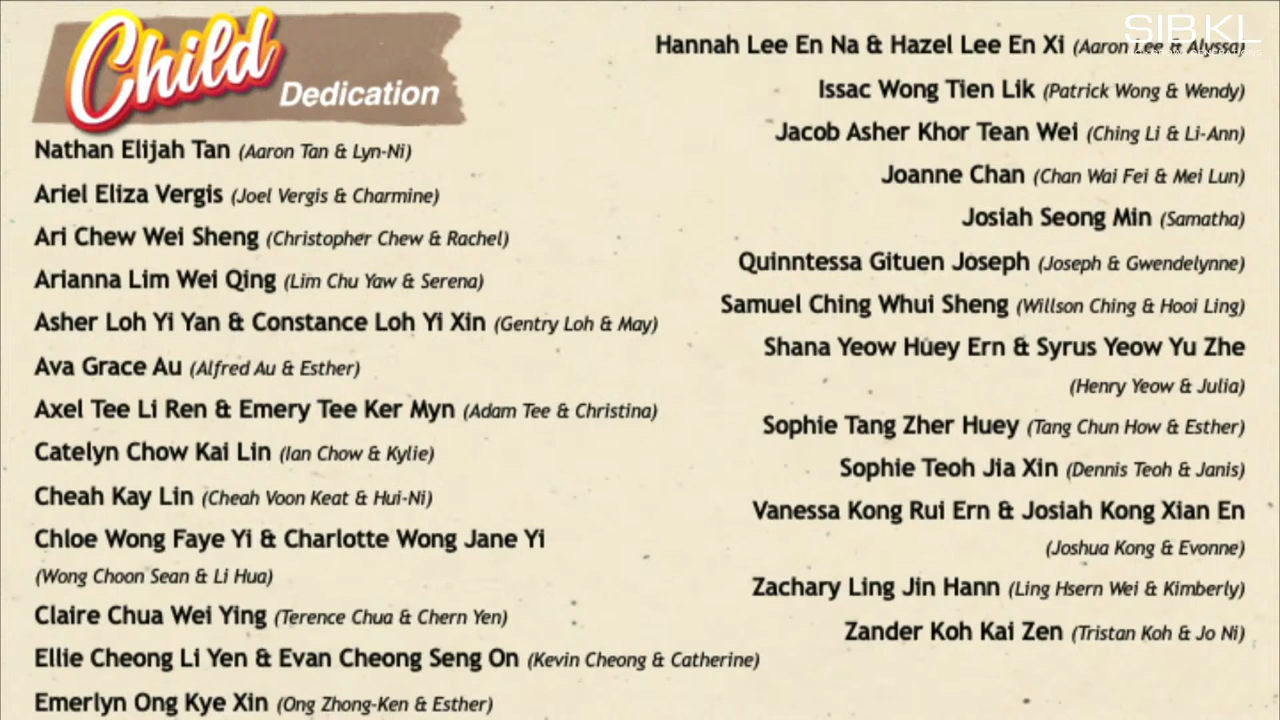 Child
Dedication
Nathan Elijah Tan (Aaron Tan & Lyn-Ni)
Ariel Eliza Vergis (Joel Vergis & Charmine)
Ari Chew Wei Sheng (Christopher Chew & Rachel)
Arianna Lim Wei Qing (Lim Chu Yaw & Serena)
Asher Loh Yi Yan & Constance Loh Yi Xin (Gentry Loh & May)
Ava Grace Au (Alfred Au & Esther)
Axel Tee Li Ren & Emery Tee Ker Myn (Adam Tee & Christina)
Catelyn Chow Kai Lin (Ian Chow & Kylie)
Cheah Kay Lin (Cheah Voon Keat & Hui-Ni)
Chloe Wong Faye Yi & Charlotte Wong Jane Yi
(Wong Choon Sean & Li Hua)
Claire Chua Wei Ying (Terence Chua & Chern Yen)
Ellie Cheong Li Yen & Evan Cheong Seng On (Kevin Cheong & Catherine)
Emerlyn Ong Kye Xin (Ong Zhong-Ken & Esther)
SIBKL
Hannah Lee En Na & Hazel Lee En Xi (Aaron Lee & Alyssa)
Issac Wong Tien Lik (Patrick Wong & Wendy)
Jacob Asher Khor Tean Wei (Ching Li & Li-Ann)
Joanne Chan (Chan Wai Fei & Mei Lun)
Josiah Seong Min (Samatha)
Quinntessa Gituen Joseph (Joseph & Gwendelynne)
Samuel Ching Whui Sheng (Willson Ching & Hooi Ling)
Shana Yeow Huey Ern & Syrus Yeow Yu Zhe
(Henry Yeow & Julia)
Sophie Tang Zher Huey (Tang Chun How & Esther)
Sophie Teoh Jia Xin (Dennis Teoh & Janis)
Vanessa Kong Rui Ern & Josiah Kong Xian En
(Joshua Kong & Evonne)
Zachary Ling Jin Hann (Ling Hsern Wei & Kimberly)
Zander Koh Kai Zen (Tristan Koh & Jo Ni)